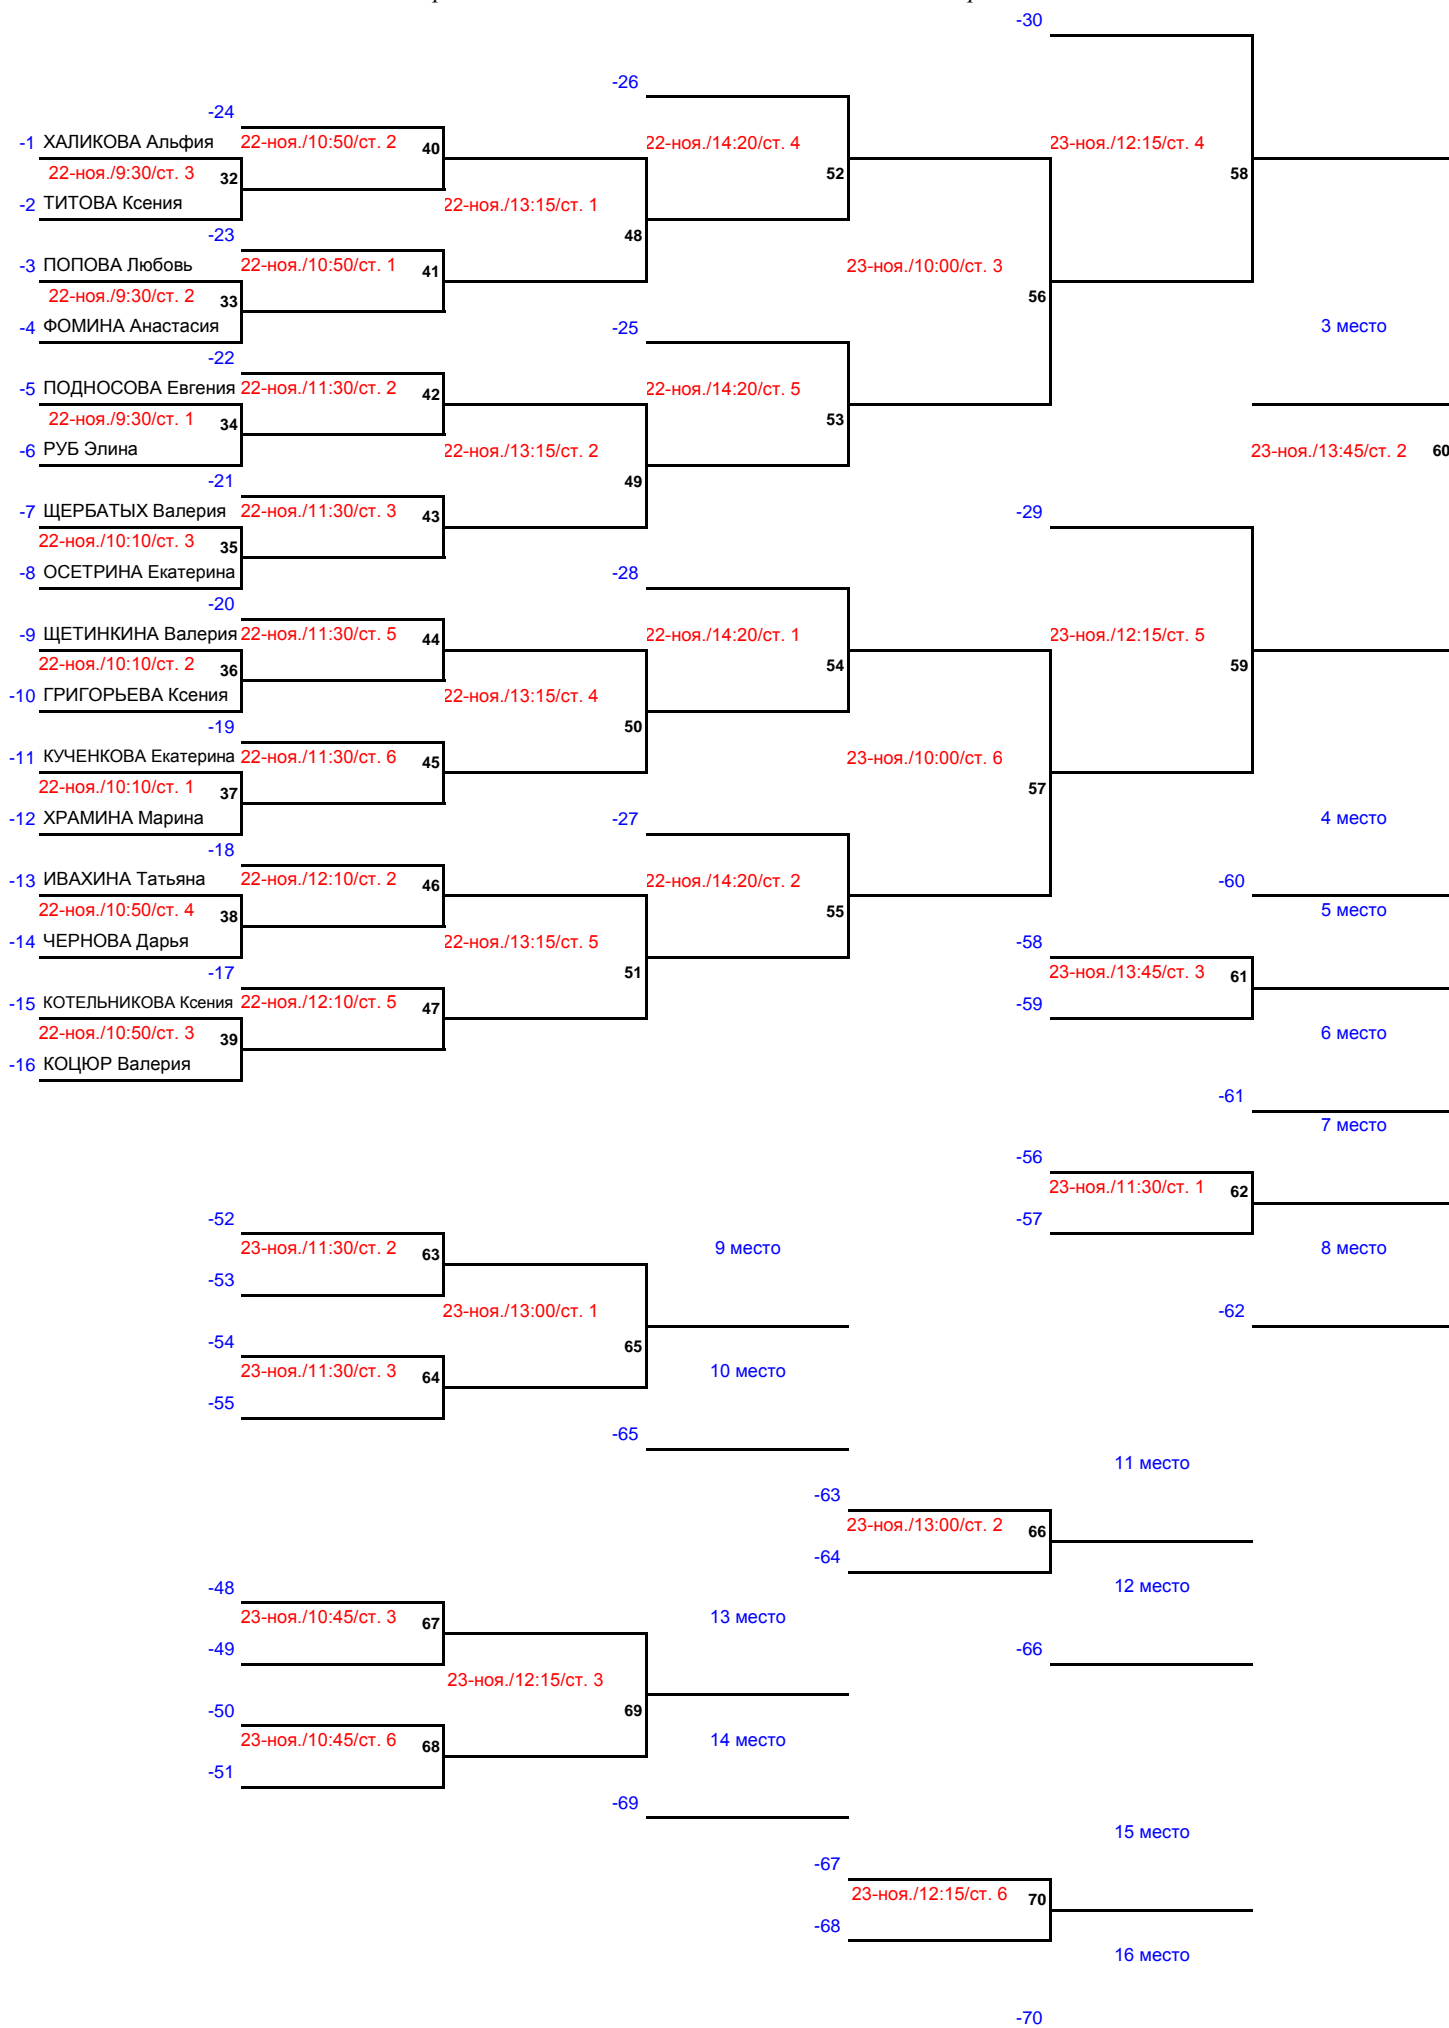 -30
-26
-24
-1 ХАЛИКОВА Альфия 22-ноя./10:50/ст. 2 40 22-ноя./14:20/ст. 4 23-ноя./12:15/ст. 4
22-ноя./9:30/ст. 3 32 52 58
-2 ТИТОВА Ксения 22-ноя./13:15/ст. 1
-23 48
-3 ПОПОВА Любовь 22-ноя./10:50/ст. 1 41 23-ноя./10:00/ст. 3
22-ноя./9:30/ст. 2 33 56
-4 ФОМИНА Анастасия -25 3 место
-22
-5 ПОДНОСОВА Евгения 22-ноя./11:30/ст. 2 42 22-ноя./14:20/ст. 5
22-ноя./9:30/ст. 1 34 53
-6 РУБ Элина 22-ноя./13:15/ст. 2 23-ноя./13:45/ст. 2 60
-21 49
-7 ЩЕРБАТЫХ Валерия 22-ноя./11:30/ст. 3 43 -29
22-ноя./10:10/ст. 3 35
-8 ОСЕТРИНА Екатерина -28
-20
-9 ЩЕТИНКИНА Валерия 22-ноя./11:30/ст. 5 44 22-ноя./14:20/ст. 1 23-ноя./12:15/ст. 5
22-ноя./10:10/ст. 2 36 54 59
-10 ГРИГОРЬЕВА Ксения 22-ноя./13:15/ст. 4
-19 50
-11 КУЧЕНКОВА Екатерина 22-ноя./11:30/ст. 6 45 23-ноя./10:00/ст. 6
22-ноя./10:10/ст. 1 37 57
-12 ХРАМИНА Марина -27 4 место
-18
-13 ИВАХИНА Татьяна 22-ноя./12:10/ст. 2 46 22-ноя./14:20/ст. 2 -60
22-ноя./10:50/ст. 4 38 55 5 место
-14 ЧЕРНОВА Дарья 22-ноя./13:15/ст. 5 -58
-17 51 23-ноя./13:45/ст. 3 61
-15 КОТЕЛЬНИКОВА Ксения 22-ноя./12:10/ст. 5 47 -59
22-ноя./10:50/ст. 3 39 6 место
-16 КОЦЮР Валерия
-61
7 место
-56
23-ноя./11:30/ст. 1 62
-52 -57
23-ноя./11:30/ст. 2 63 9 место 8 место
-53
23-ноя./13:00/ст. 1 -62
-54 65
23-ноя./11:30/ст. 3 64 10 место
-55
-65
11 место
-63
23-ноя./13:00/ст. 2 66
-64
-48 12 место
23-ноя./10:45/ст. 3 67 13 место
-49 -66
23-ноя./12:15/ст. 3
-50 69
23-ноя./10:45/ст. 6 68 14 место
-51
-69
15 место
-67
23-ноя./12:15/ст. 6 70
-68
16 место
-70